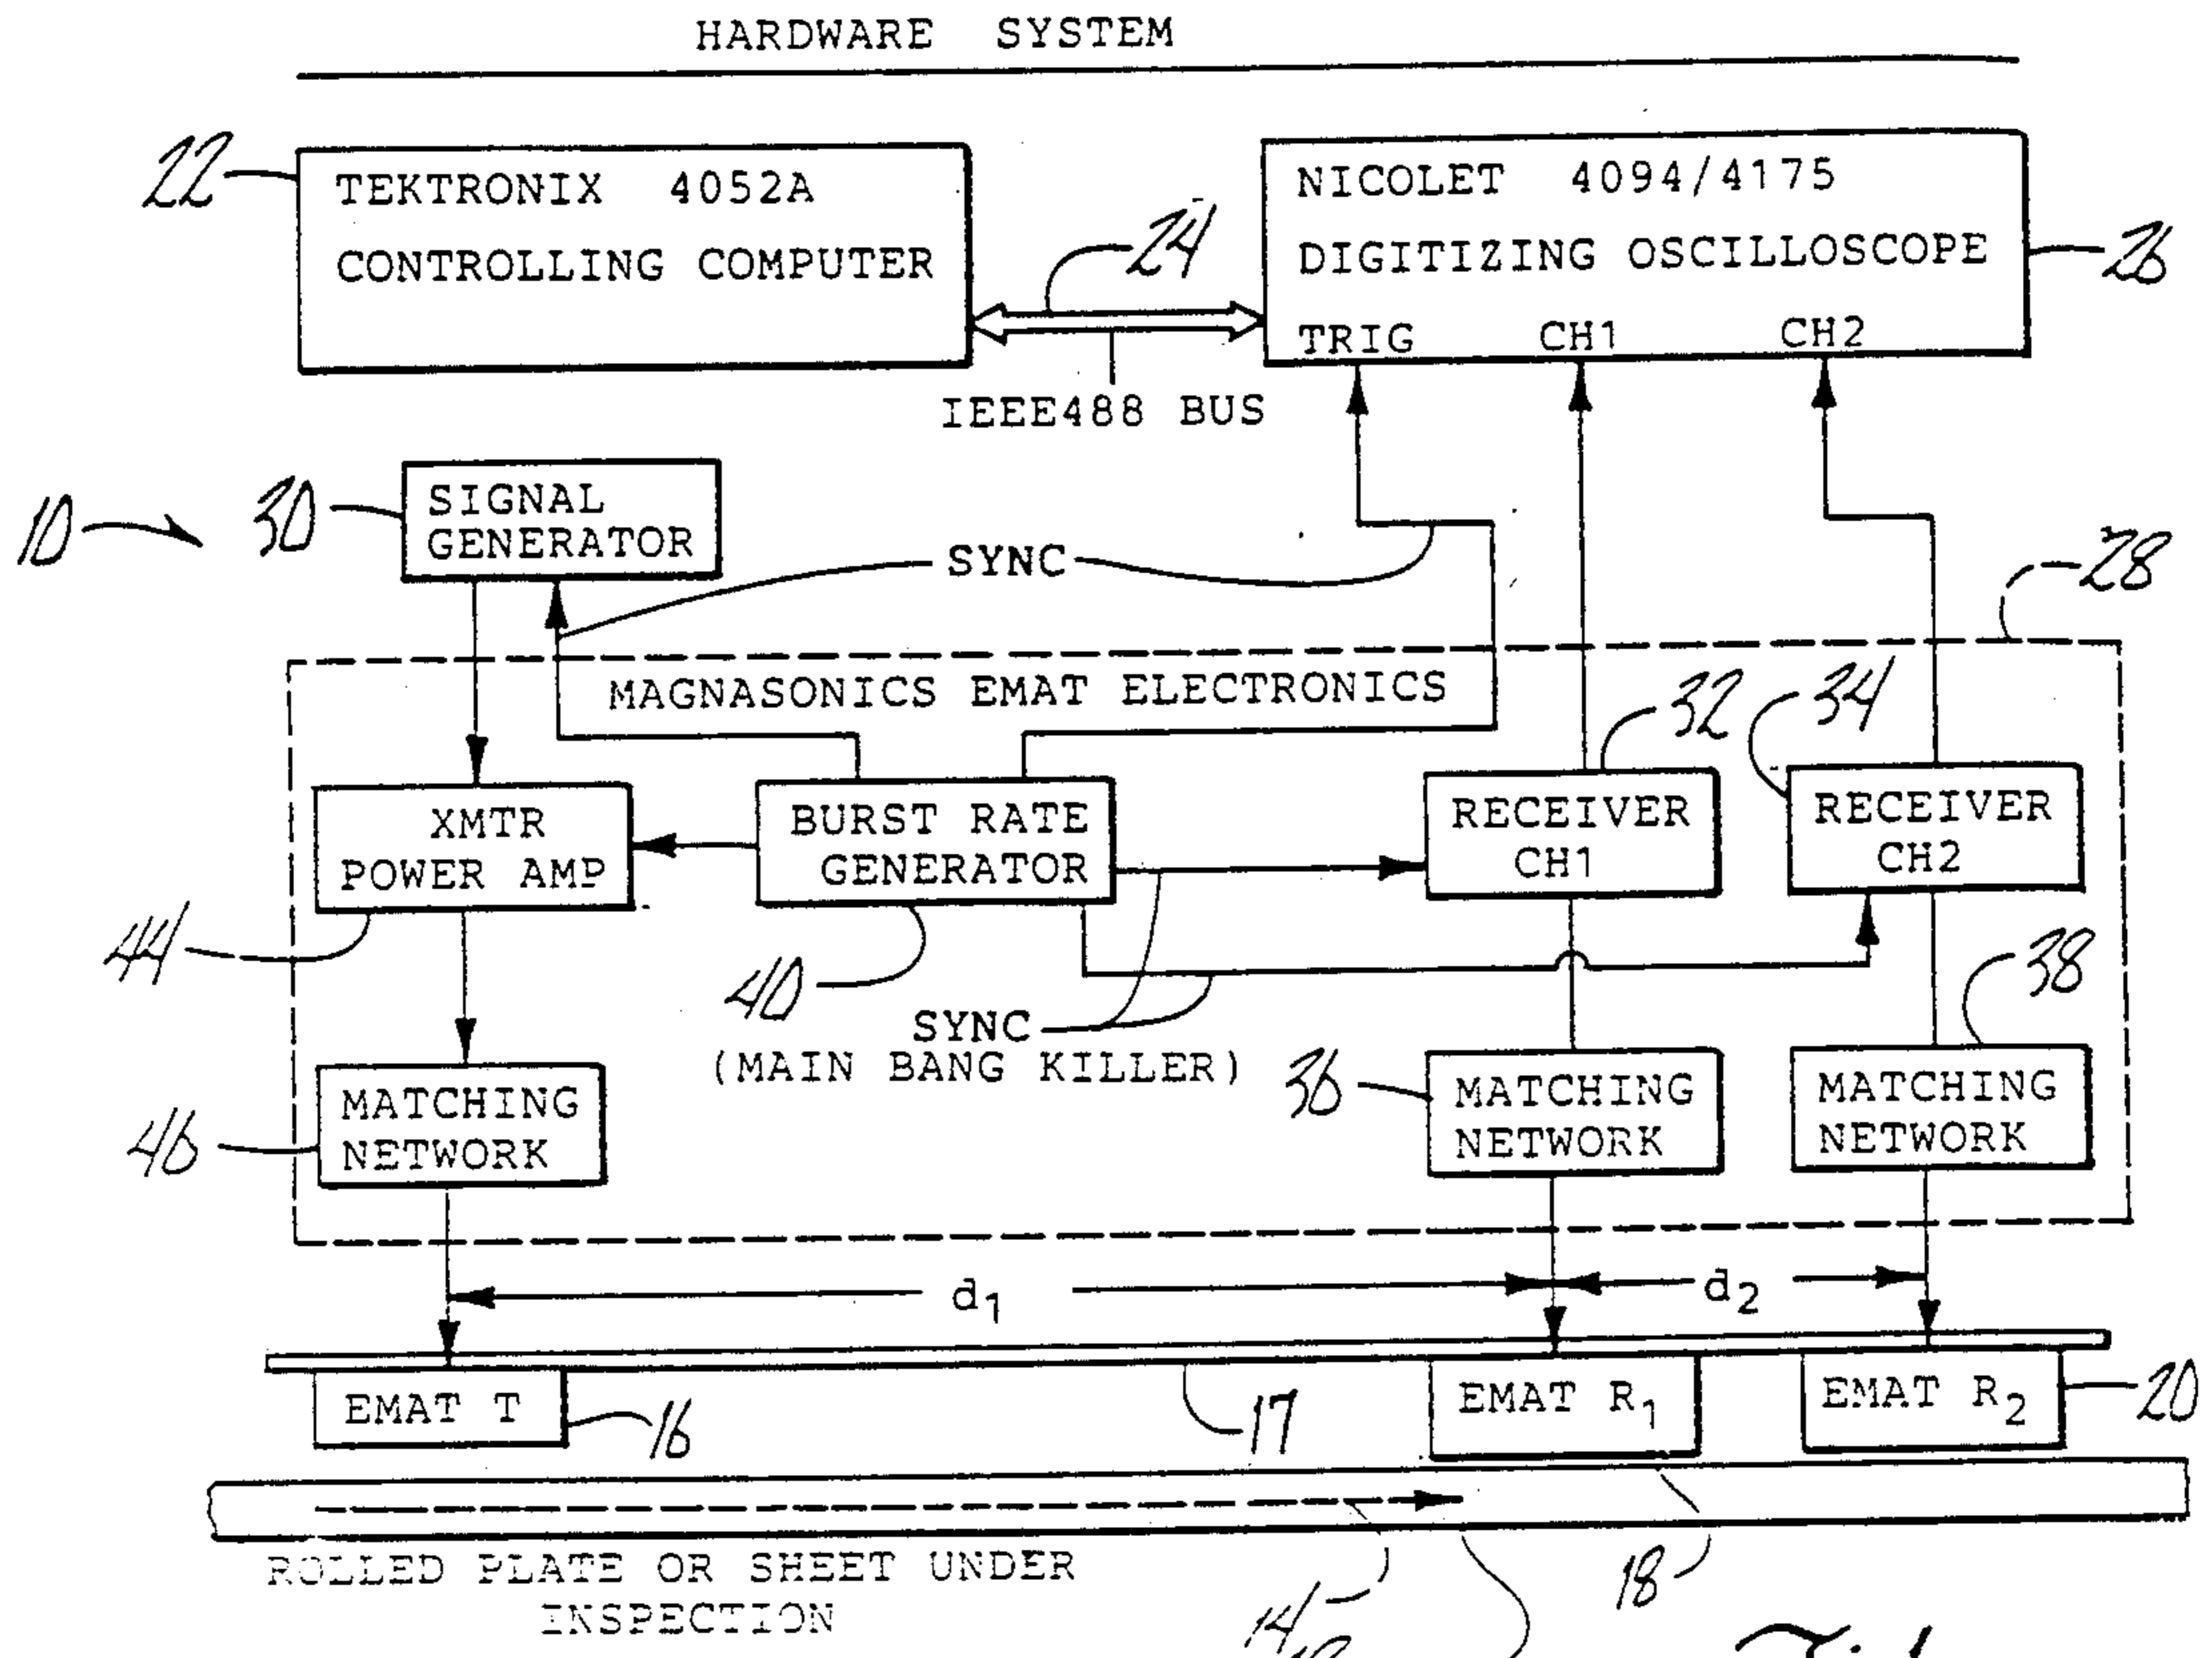 HARDWARE SYSTEM
22
TEKTRONIX 4052A
CONTROLLING COMPUTER
24
IEEE488 BUS
NICOLET 4094/4175
DIGITIZING OSCILLOSCOPE
TRIG CH1 CH2
26
10
30
SIGNAL
GENERATOR
SYNC
28
MAGNASONICS EMAT ELECTRONICS
32
34
XMTR
POWER AMP
BURST RATE
GENERATOR
RECEIVER
CH1
RECEIVER
CH2
44
40
SYNC
(MAIN BANG KILLER)
38
46
MATCHING
NETWORK
36
MATCHING
NETWORK
MATCHING
NETWORK
d1
d2
EMAT T
16
17
EMAT R1
EMAT R2
20
ROLLED PLATE OR SHEET UNDER
INSPECTION
14
18